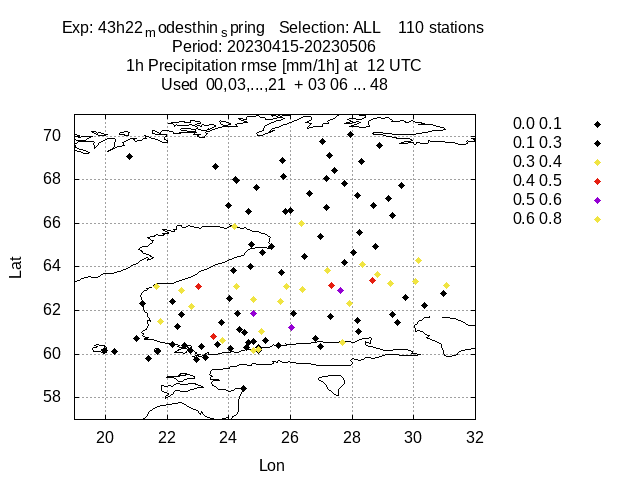 Exp: 43h22modesthinspring   Selection: ALL    110 stations
Period: 20230415-20230506
1h Precipitation rmse [mm/1h] at  12 UTC
Used  00,03,...,21  + 03 06 ... 48
0.0 0.1
0.1 0.3
0.3 0.4
0.4 0.5
0.5 0.6
0.6 0.8
70
68
66
64
62
60
58
Lat
20 22 24 26 28 30 32
Lon